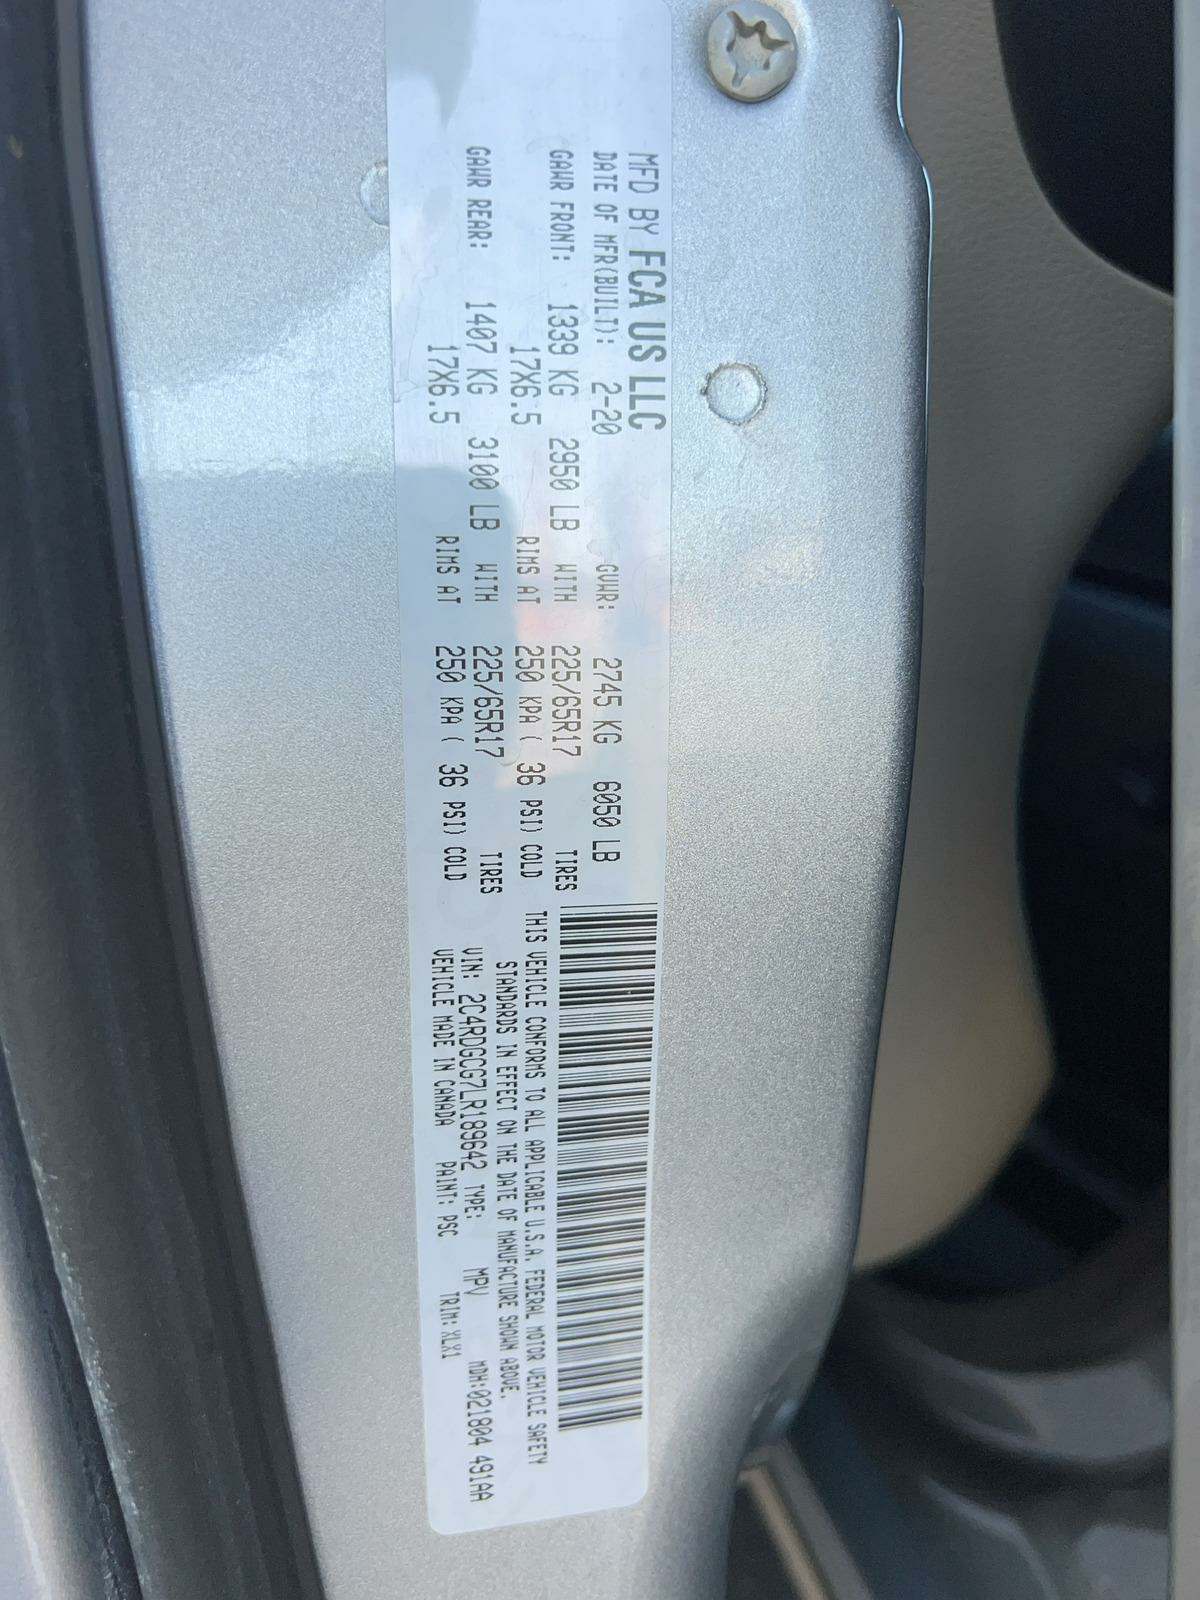 MFD BY FCA US LLC
DATE OF MFR(BUILT): 2-20 GVWR: 2745 KG 6050 LB
GAWR FRONT: 1339 KG 2950 LB WITH 225/65R17 TIRES
17X6.5 RIMS AT 250 KPA ( 36 PSI) COLD
GAWR REAR: 1407 KG 3100 LB WITH 225/65R17 TIRES
17X6.5 RIMS AT 250 KPA ( 36 PSI) COLD
THIS VEHICLE CONFORMS TO ALL APPLICABLE U.S.A. FEDERAL MOTOR VEHICLE SAFETY
STANDARDS IN EFFECT ON THE DATE OF MANUFACTURE SHOWN ABOVE.
VIN: 2C4RDGCG7LR189642 TYPE: MPV MDH:021804 491AA
VEHICLE MADE IN CANADA PAINT: PSC TRIM: XLX1